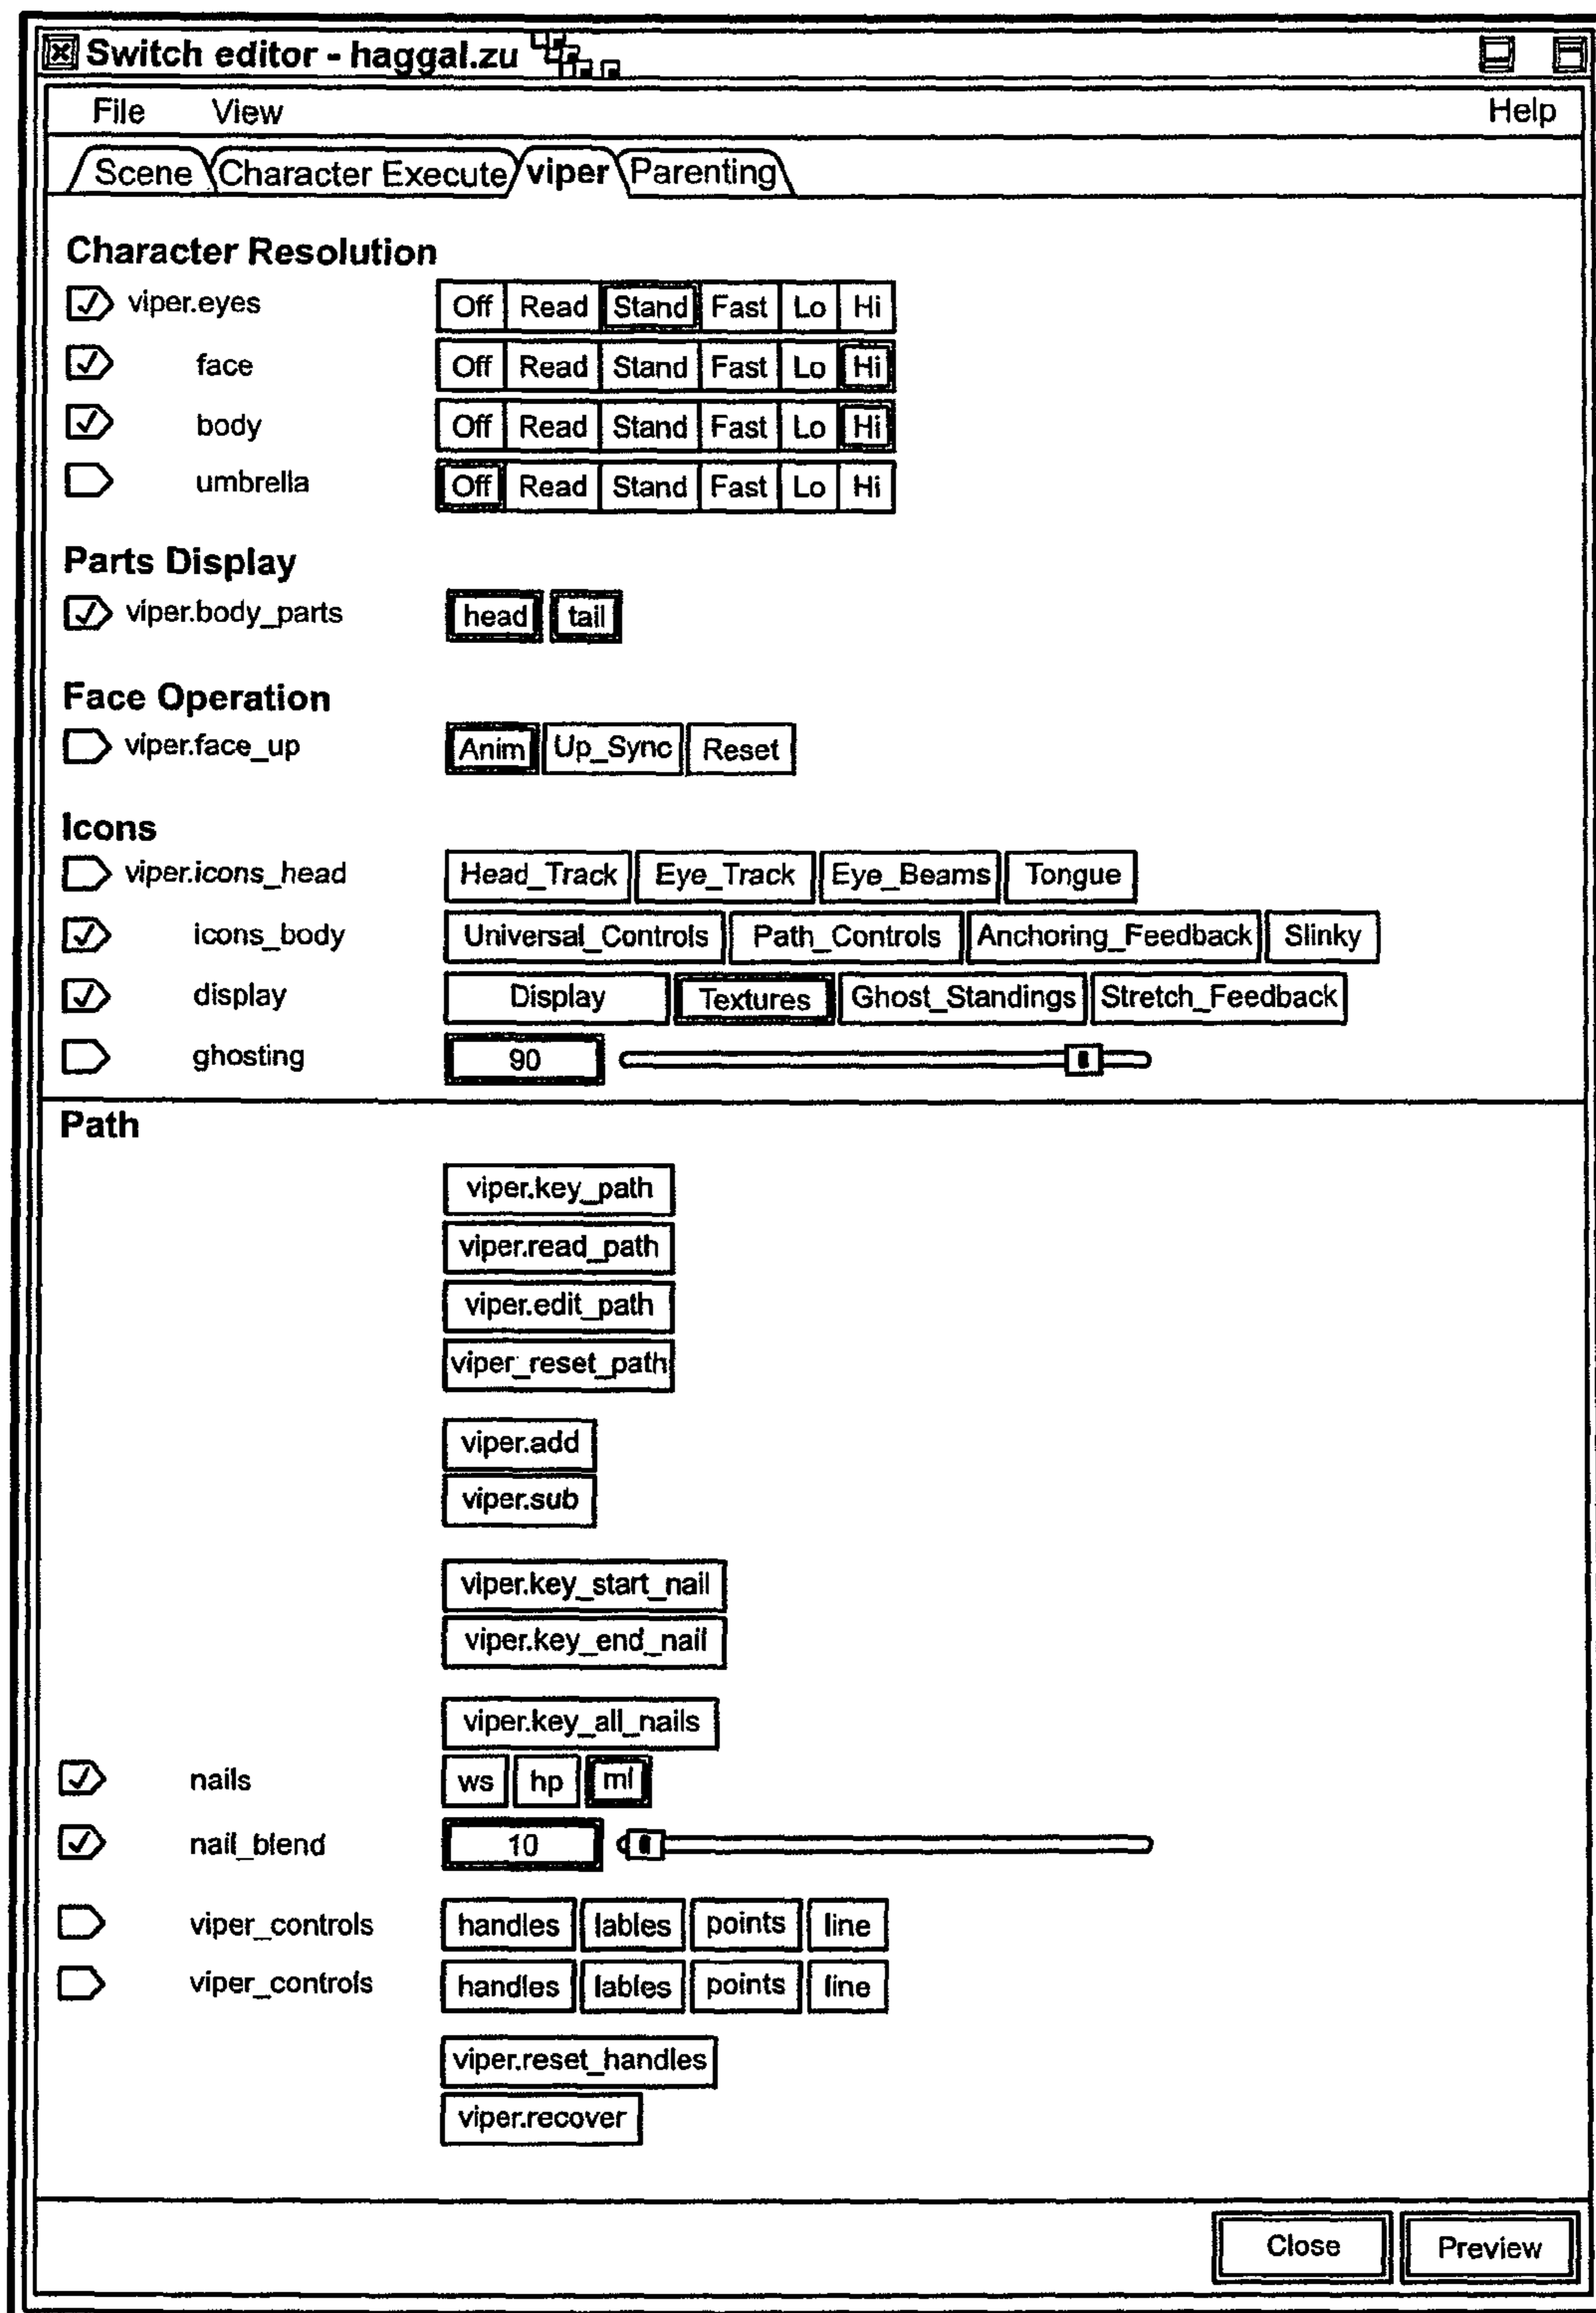 Switch editor - haggal.zu
File View Help
Scene Character Execute viper Parenting
Character Resolution
viper.eyes Off Read Stand Fast Lo Hi
face Off Read Stand Fast Lo Hi
body Off Read Stand Fast Lo Hi
umbrella Off Read Stand Fast Lo Hi
Parts Display
viper.body_parts head tail
Face Operation
viper.face_up Anim Up_Sync Reset
Icons
viper.icons_head Head_Track Eye_Track Eye_Beams Tongue
icons_body Universal_Controls Path_Controls Anchoring_Feedback Slinky
display Display Textures Ghost_Standings Stretch_Feedback
ghosting 90
Path
viper.key_path
viper.read_path
viper.edit_path
viper_reset_path
viper.add
viper.sub
viper.key_start_nail
viper.key_end_nail
viper.key_all_nails
nails ws hp ml
nail_blend 10
viper_controls handles lables points line
viper_controls handles lables points line
viper.reset_handles
viper.recover
Close Preview